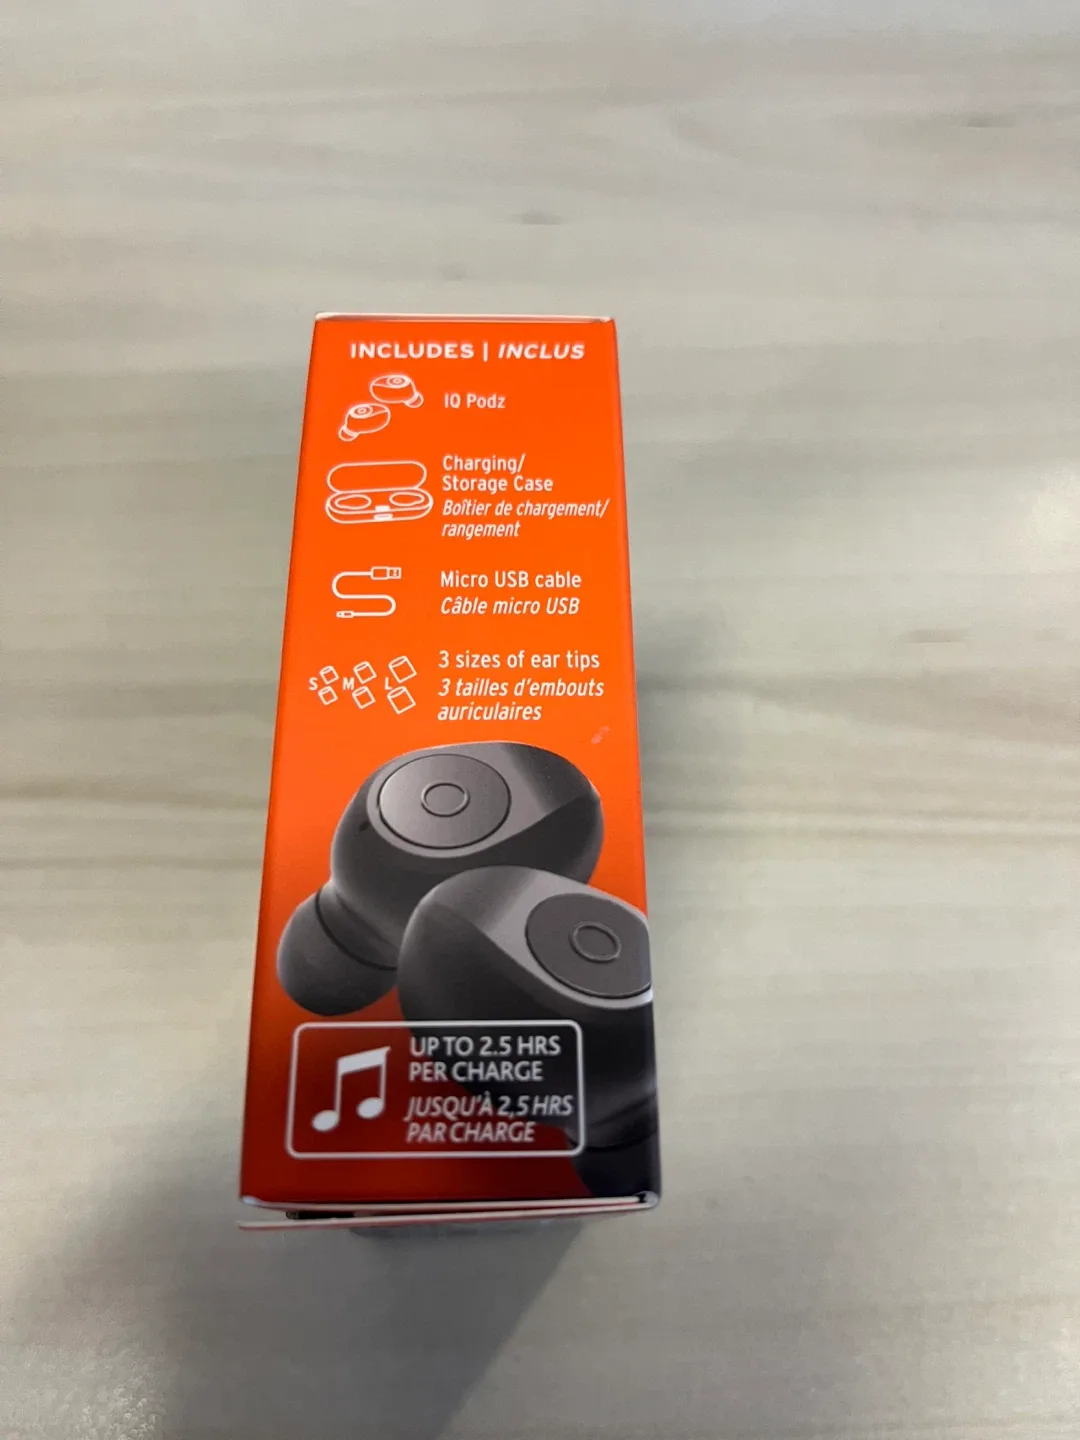 INCLUDES | INCLUS
IQ Podz
Charging/
Storage Case
Boîtier de chargement/
rangement
Micro USB cable
Câble micro USB
3 sizes of ear tips
S M L
3 tailles d'embouts
auriculaires
UP TO 2.5 HRS
PER CHARGE
JUSQU'À 2,5 HRS
PAR CHARGE